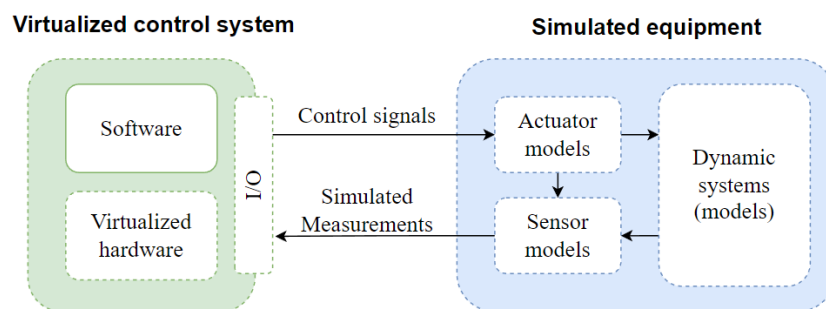 Virtualized control system
Simulated equipment
Software
Virtualized
hardware
I/O
Control signals
Simulated
Measurements
Actuator
models
Sensor
models
Dynamic
systems
(models)